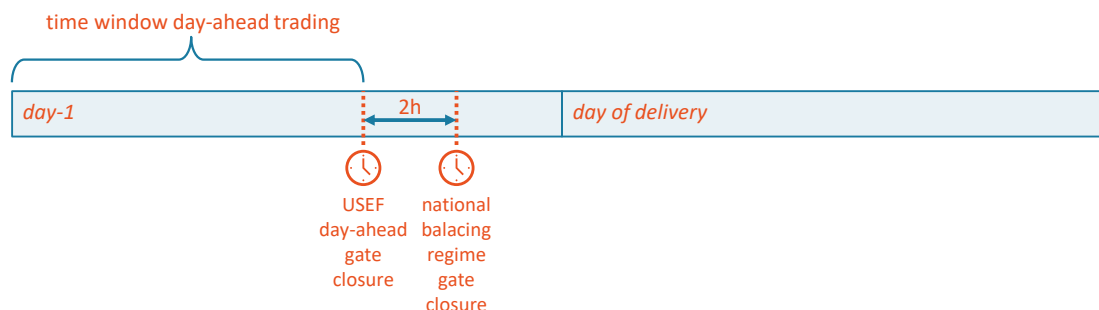 time window day-ahead trading
day-1
2h
day of delivery
USEF
day-ahead
gate
closure
national
balacing
regime
gate
closure